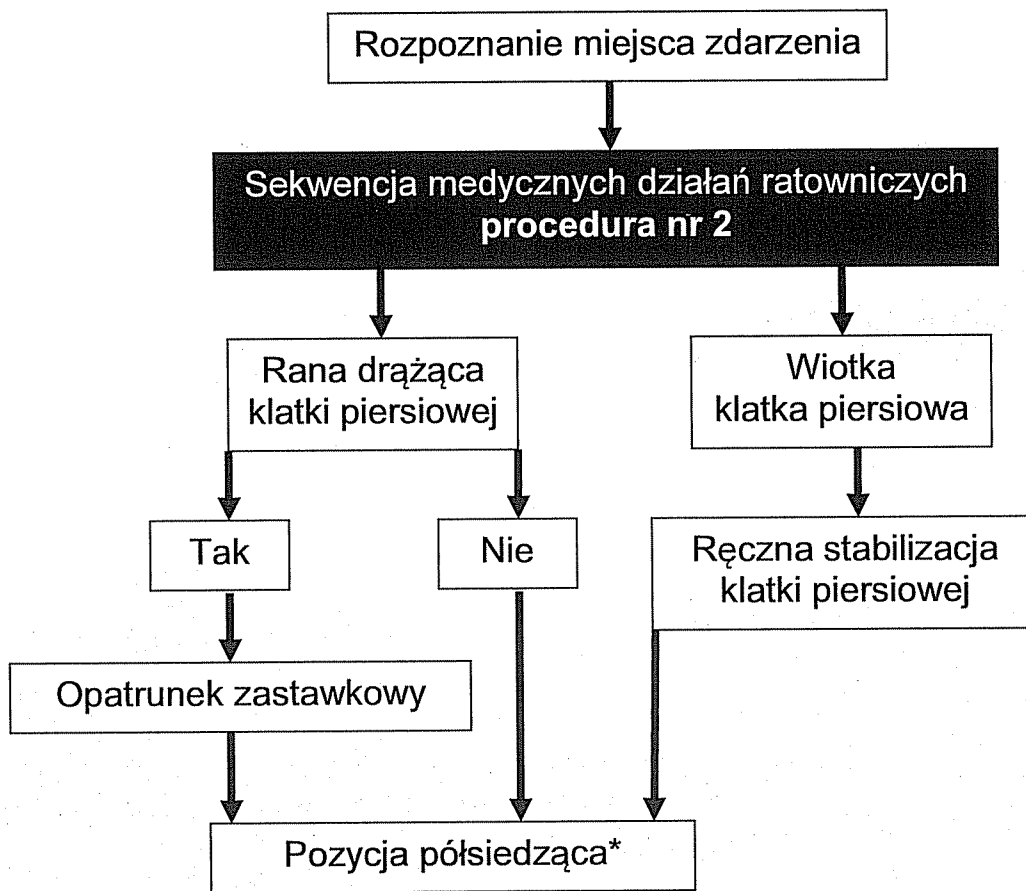 Rozpoznanie miejsca zdarzenia
Sekwencja medycznych działań ratowniczych
procedura nr 2
Rana drążąca
klatki piersiowej
Wiotka
klatka piersiowa
Tak
Nie
Ręczna stabilizacja
klatki piersiowej
Opatrunek zastawkowy
Pozycja półsiedząca*